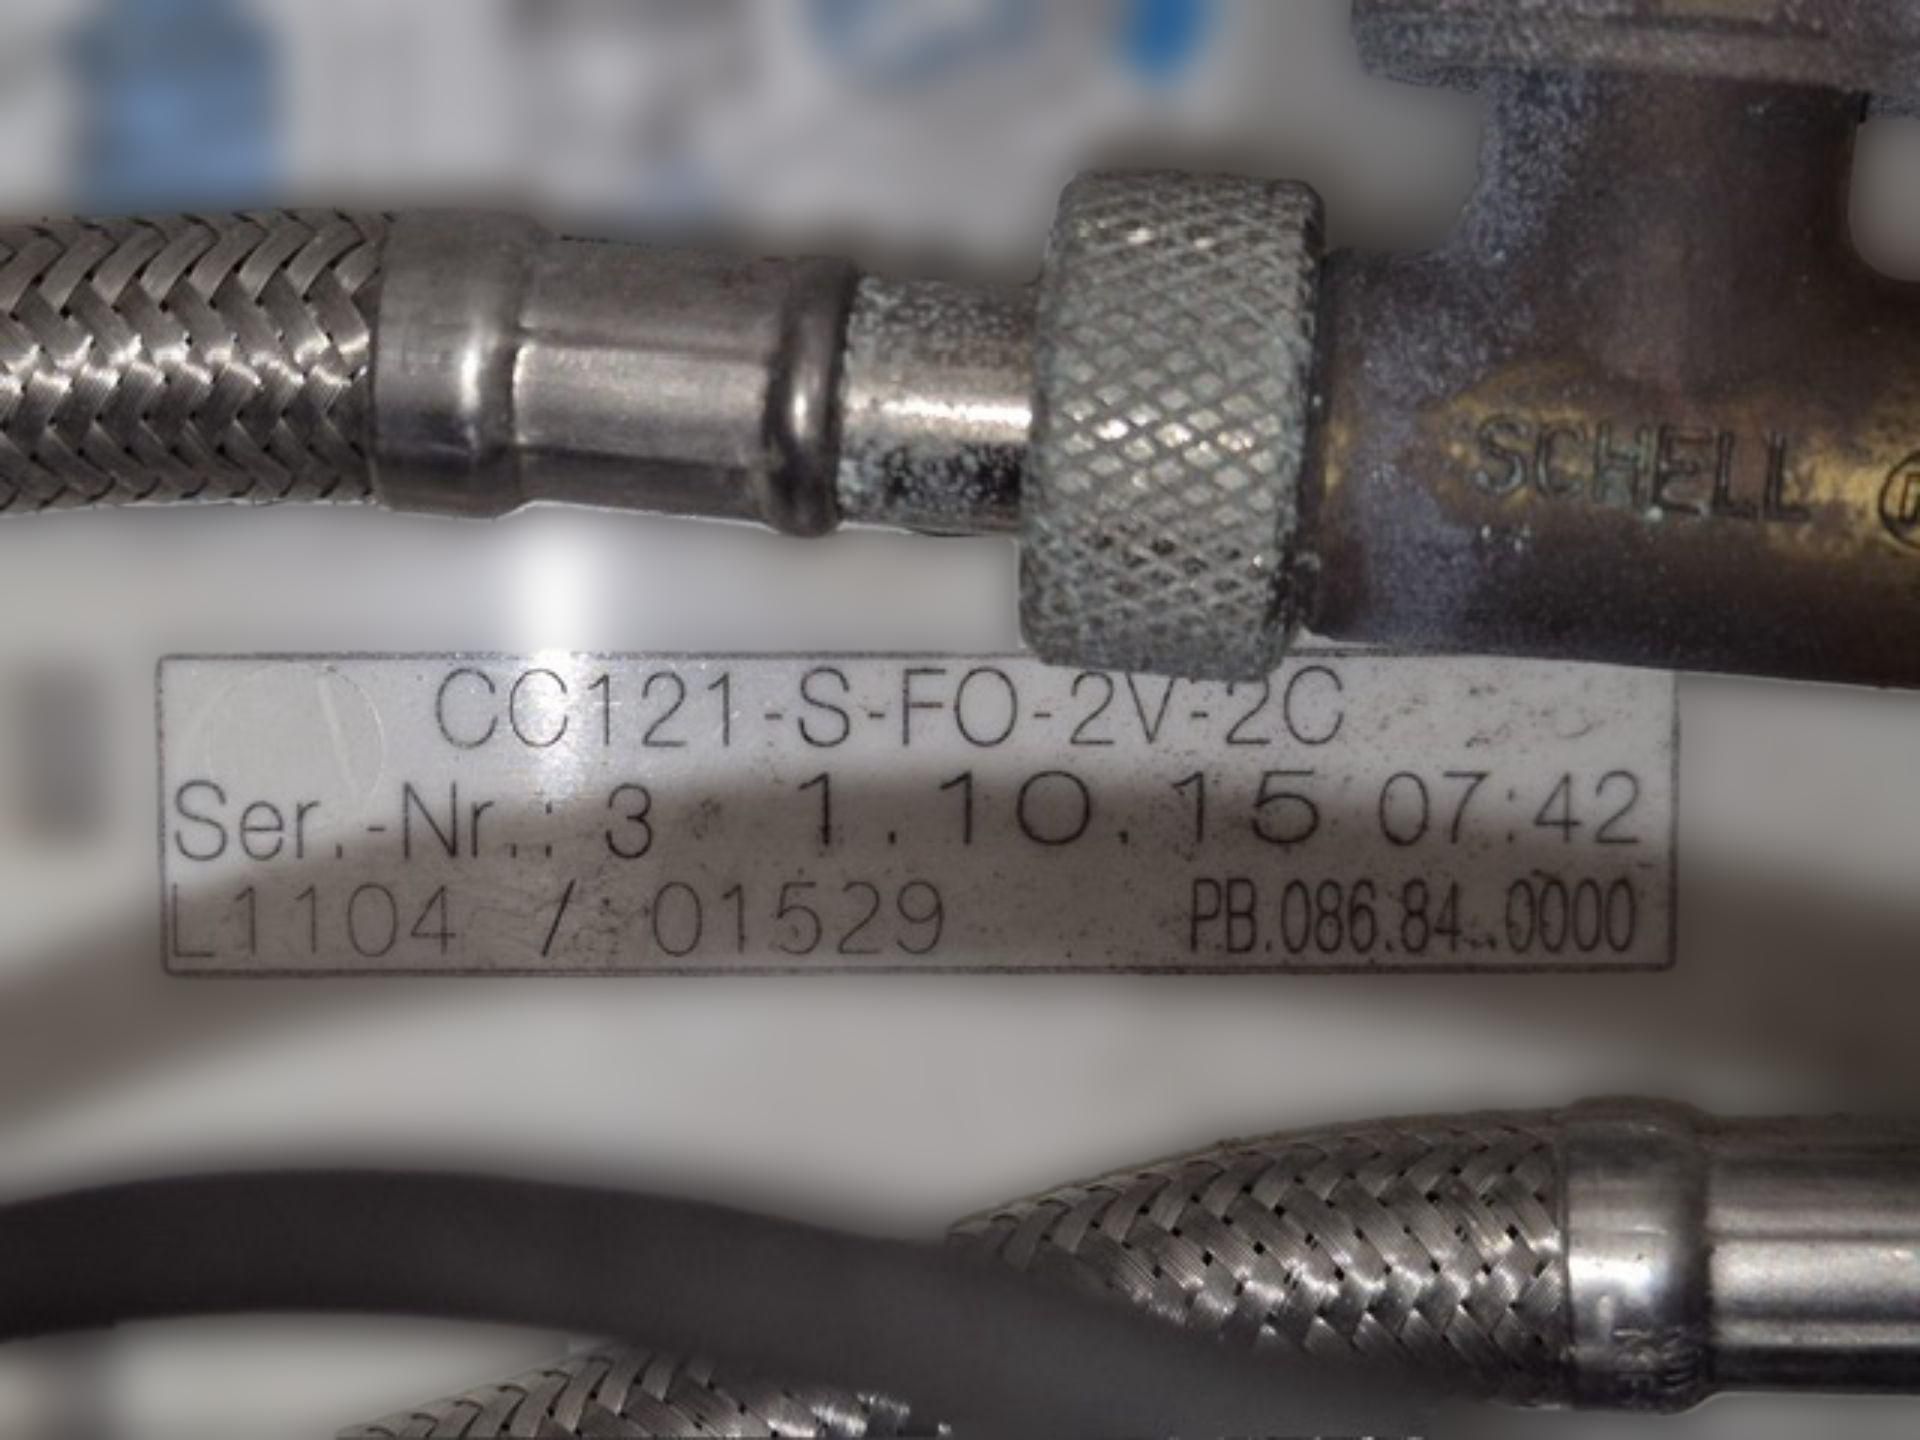 SCHELL
CC121-S-FO-2V-2C
Ser.-Nr.: 3 1.10.15 07:42
L1104 / 01529 PB.086.84..0000